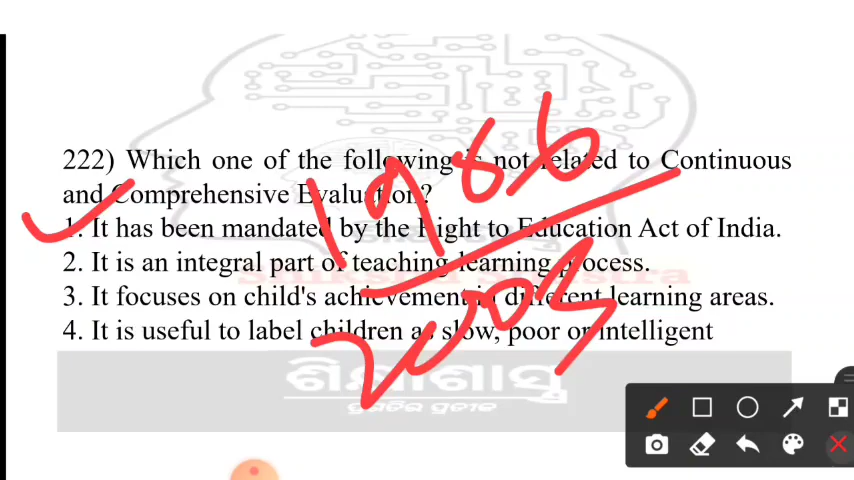 222) Which one of the following is not related to Continuous
and Comprehensive Evaluation?
1. It has been mandated by the Right to Education Act of India.
2. It is an integral part of teaching learning process.
3. It focuses on child's achievement in different learning areas.
4. It is useful to label children as slow, poor or intelligent
1986
2005
ଶିକ୍ଷାଶାସ୍ତ୍ର